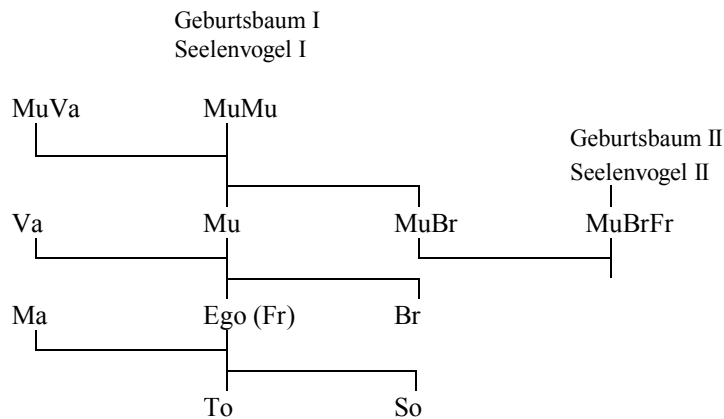 Geburtsbaum I
Seelenvogel I
MuVa MuMu
Geburtsbaum II
Seelenvogel II
Va Mu MuBr MuBrFr
Ma Ego (Fr) Br
To So